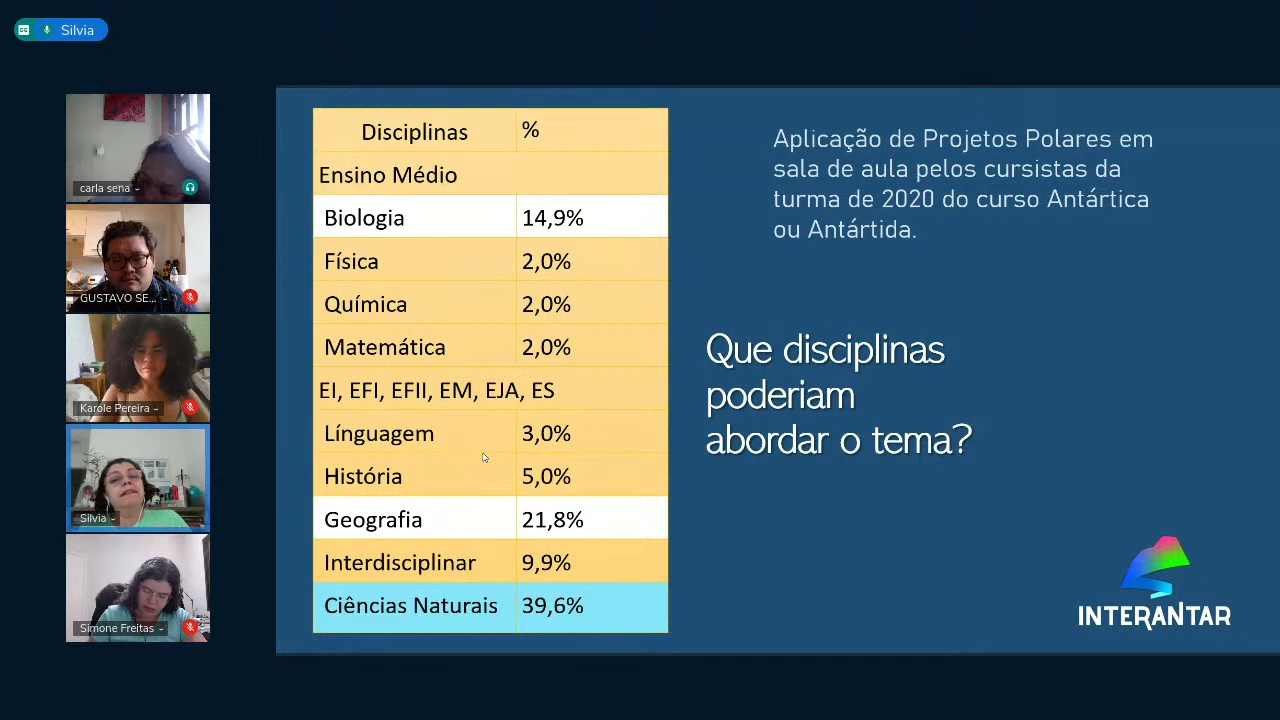 Silvia
carla sena
GUSTAVO SE...
Karole Pereira
Silvia
Simone Freitas
Disciplinas %
Ensino Médio
Biologia 14,9%
Física 2,0%
Química 2,0%
Matemática 2,0%
EI, EFI, EFII, EM, EJA, ES
Línguagem 3,0%
História 5,0%
Geografia 21,8%
Interdisciplinar 9,9%
Ciências Naturais 39,6%
Aplicação de Projetos Polares em
sala de aula pelos cursistas da
turma de 2020 do curso Antártica
ou Antártida.
Que disciplinas
poderiam
abordar o tema?
INTERANTAR